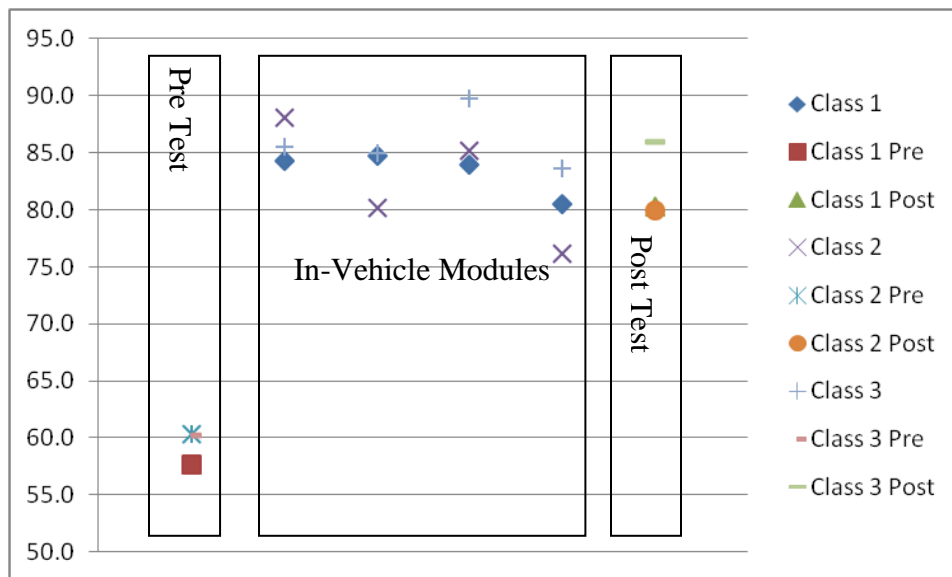 95.0
90.0
85.0
80.0
75.0
70.0
65.0
60.0
55.0
50.0
Pre Test
In-Vehicle Modules
Post Test
Class 1
Class 1 Pre
Class 1 Post
Class 2
Class 2 Pre
Class 2 Post
Class 3
Class 3 Pre
Class 3 Post